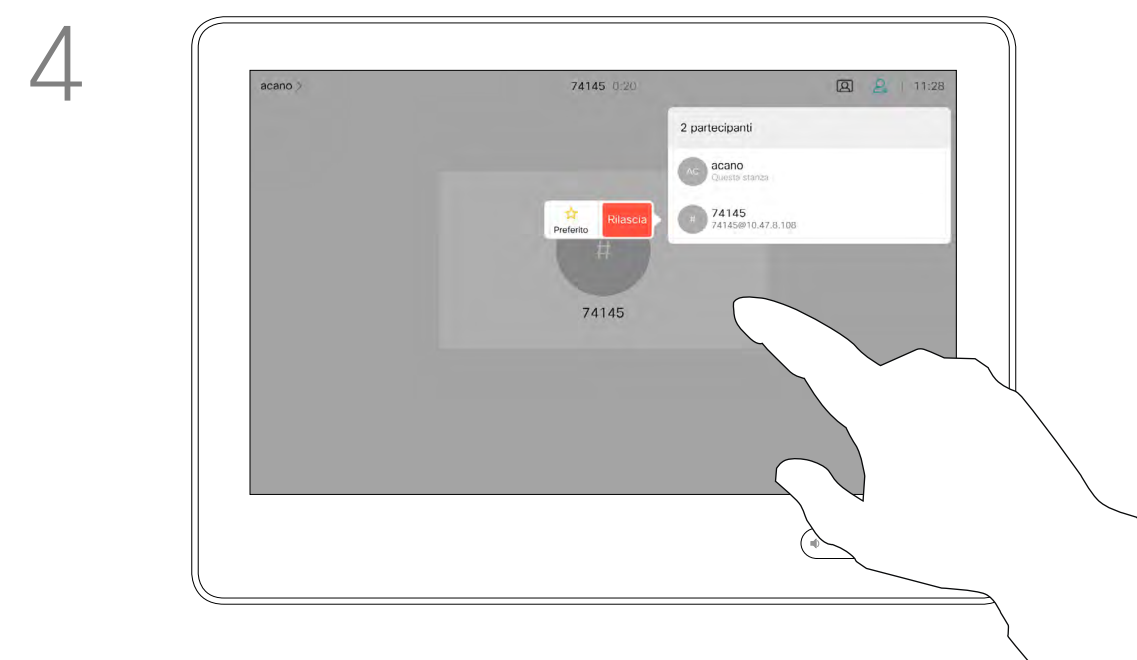 4
acano >
74145 0:20
11:28
2 partecipanti
AC
acano
Questa stanza
#
74145
74145@10.47.8.108
Preferito
Rilascia
#
74145